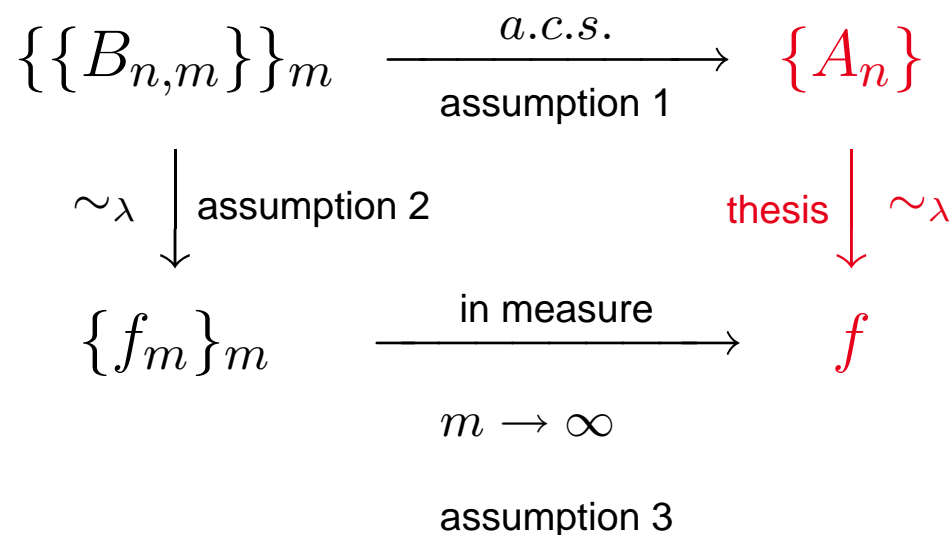 {{B_{n,m}}}_m a.c.s. {A_n}
assumption 1
∼_λ assumption 2 thesis ∼_λ
{f_m}_m in measure f
m → ∞
assumption 3